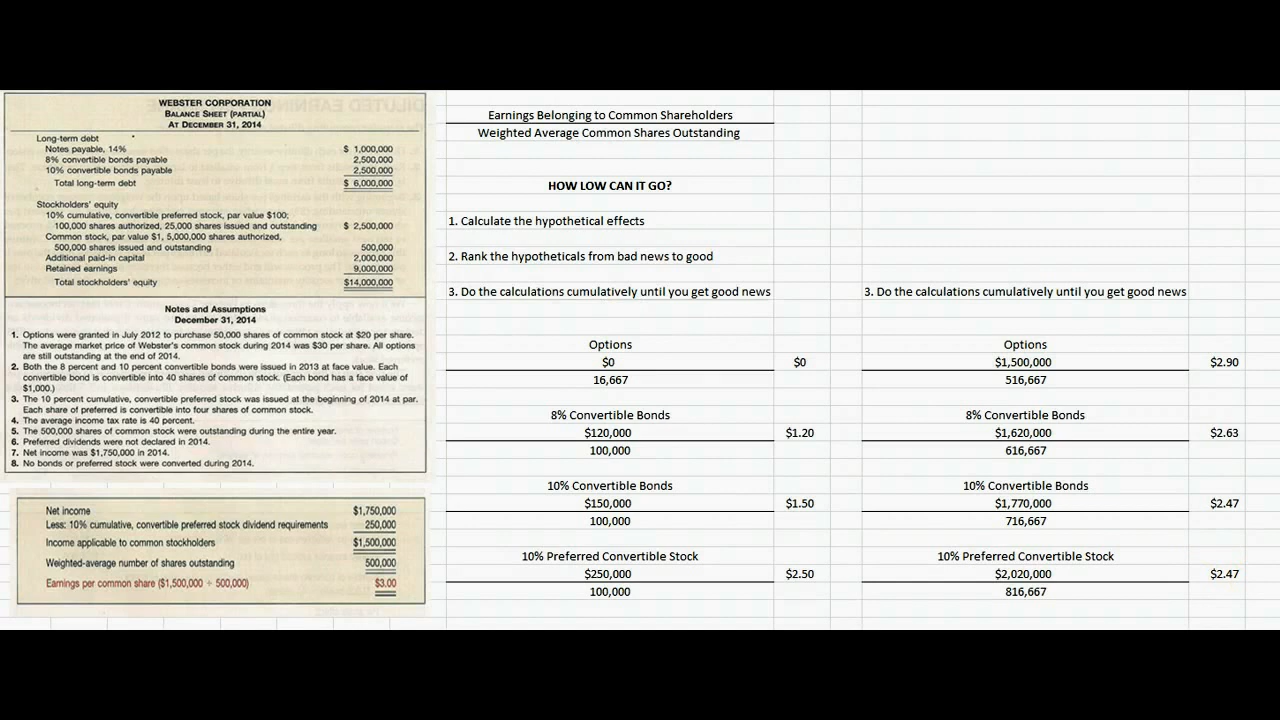 WEBSTER CORPORATION
BALANCE SHEET (PARTIAL)
AT DECEMBER 31, 2014
Long-term debt
Notes payable, 14% $ 1,000,000
8% convertible bonds payable 2,500,000
10% convertible bonds payable 2,500,000
Total long-term debt $ 6,000,000
Stockholders' equity
10% cumulative, convertible preferred stock, par value $100;
100,000 shares authorized, 25,000 shares issued and outstanding $ 2,500,000
Common stock, par value $1, 5,000,000 shares authorized,
500,000 shares issued and outstanding 500,000
Additional paid-in capital 2,000,000
Retained earnings 9,000,000
Total stockholders' equity $14,000,000
Notes and Assumptions
December 31, 2014
1. Options were granted in July 2012 to purchase 50,000 shares of common stock at $20 per share.
The average market price of Webster's common stock during 2014 was $30 per share. All options
are still outstanding at the end of 2014.
2. Both the 8 percent and 10 percent convertible bonds were issued in 2013 at face value. Each
convertible bond is convertible into 40 shares of common stock. (Each bond has a face value of
$1,000.)
3. The 10 percent cumulative, convertible preferred stock was issued at the beginning of 2014 at par.
Each share of preferred is convertible into four shares of common stock.
4. The average income tax rate is 40 percent.
5. The 500,000 shares of common stock were outstanding during the entire year.
6. Preferred dividends were not declared in 2014.
7. Net income was $1,750,000 in 2014.
8. No bonds or preferred stock were converted during 2014.
Net income $1,750,000
Less: 10% cumulative, convertible preferred stock dividend requirements 250,000
Income applicable to common stockholders $1,500,000
Weighted-average number of shares outstanding 500,000
Earnings per common share ($1,500,000 ÷ 500,000) $3.00
Earnings Belonging to Common Shareholders
Weighted Average Common Shares Outstanding
HOW LOW CAN IT GO?
1. Calculate the hypothetical effects
2. Rank the hypotheticals from bad news to good
3. Do the calculations cumulatively until you get good news
Options
$0 $0
16,667
8% Convertible Bonds
$120,000 $1.20
100,000
10% Convertible Bonds
$150,000 $1.50
100,000
10% Preferred Convertible Stock
$250,000 $2.50
100,000
3. Do the calculations cumulatively until you get good news
Options
$1,500,000 $2.90
516,667
8% Convertible Bonds
$1,620,000 $2.63
616,667
10% Convertible Bonds
$1,770,000 $2.47
716,667
10% Preferred Convertible Stock
$2,020,000 $2.47
816,667